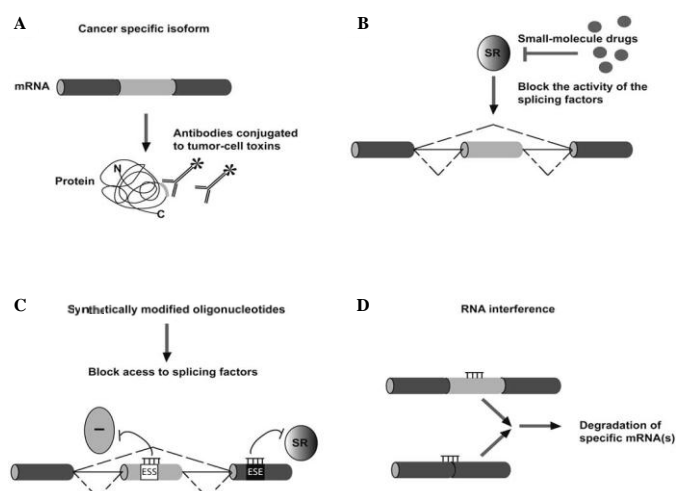 A
Cancer specific isoform
mRNA
Antibodies conjugated
to tumor-cell toxins
Protein
N
C
B
Small-molecule drugs
SR
Block the activity of the
splicing factors
C
Synthetically modified oligonucleotides
Block acess to splicing factors
−
SR
ESS
ESE
D
RNA interference
Degradation of
specific mRNA(s)